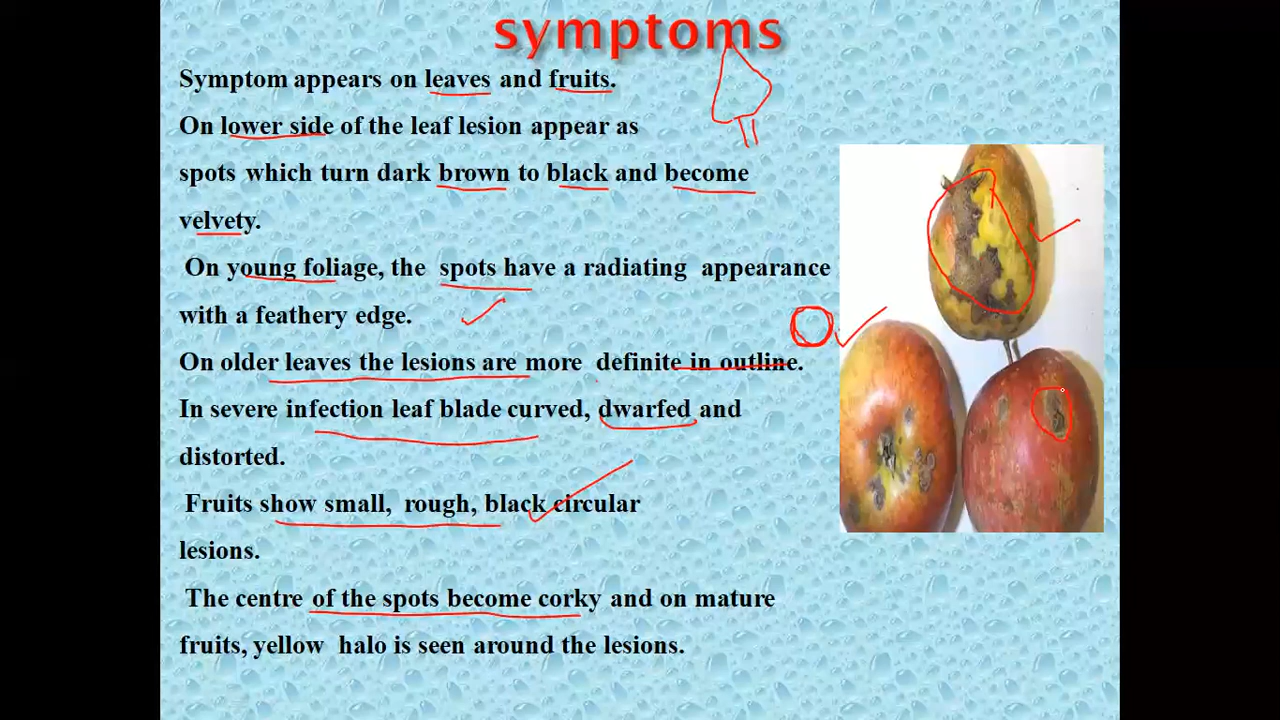 symptoms
Symptom appears on leaves and fruits.
On lower side of the leaf lesion appear as
spots which turn dark brown to black and become
velvety.
On young foliage, the spots have a radiating appearance
with a feathery edge.
On older leaves the lesions are more definite in outline.
In severe infection leaf blade curved, dwarfed and
distorted.
Fruits show small, rough, black circular
lesions.
The centre of the spots become corky and on mature
fruits, yellow halo is seen around the lesions.